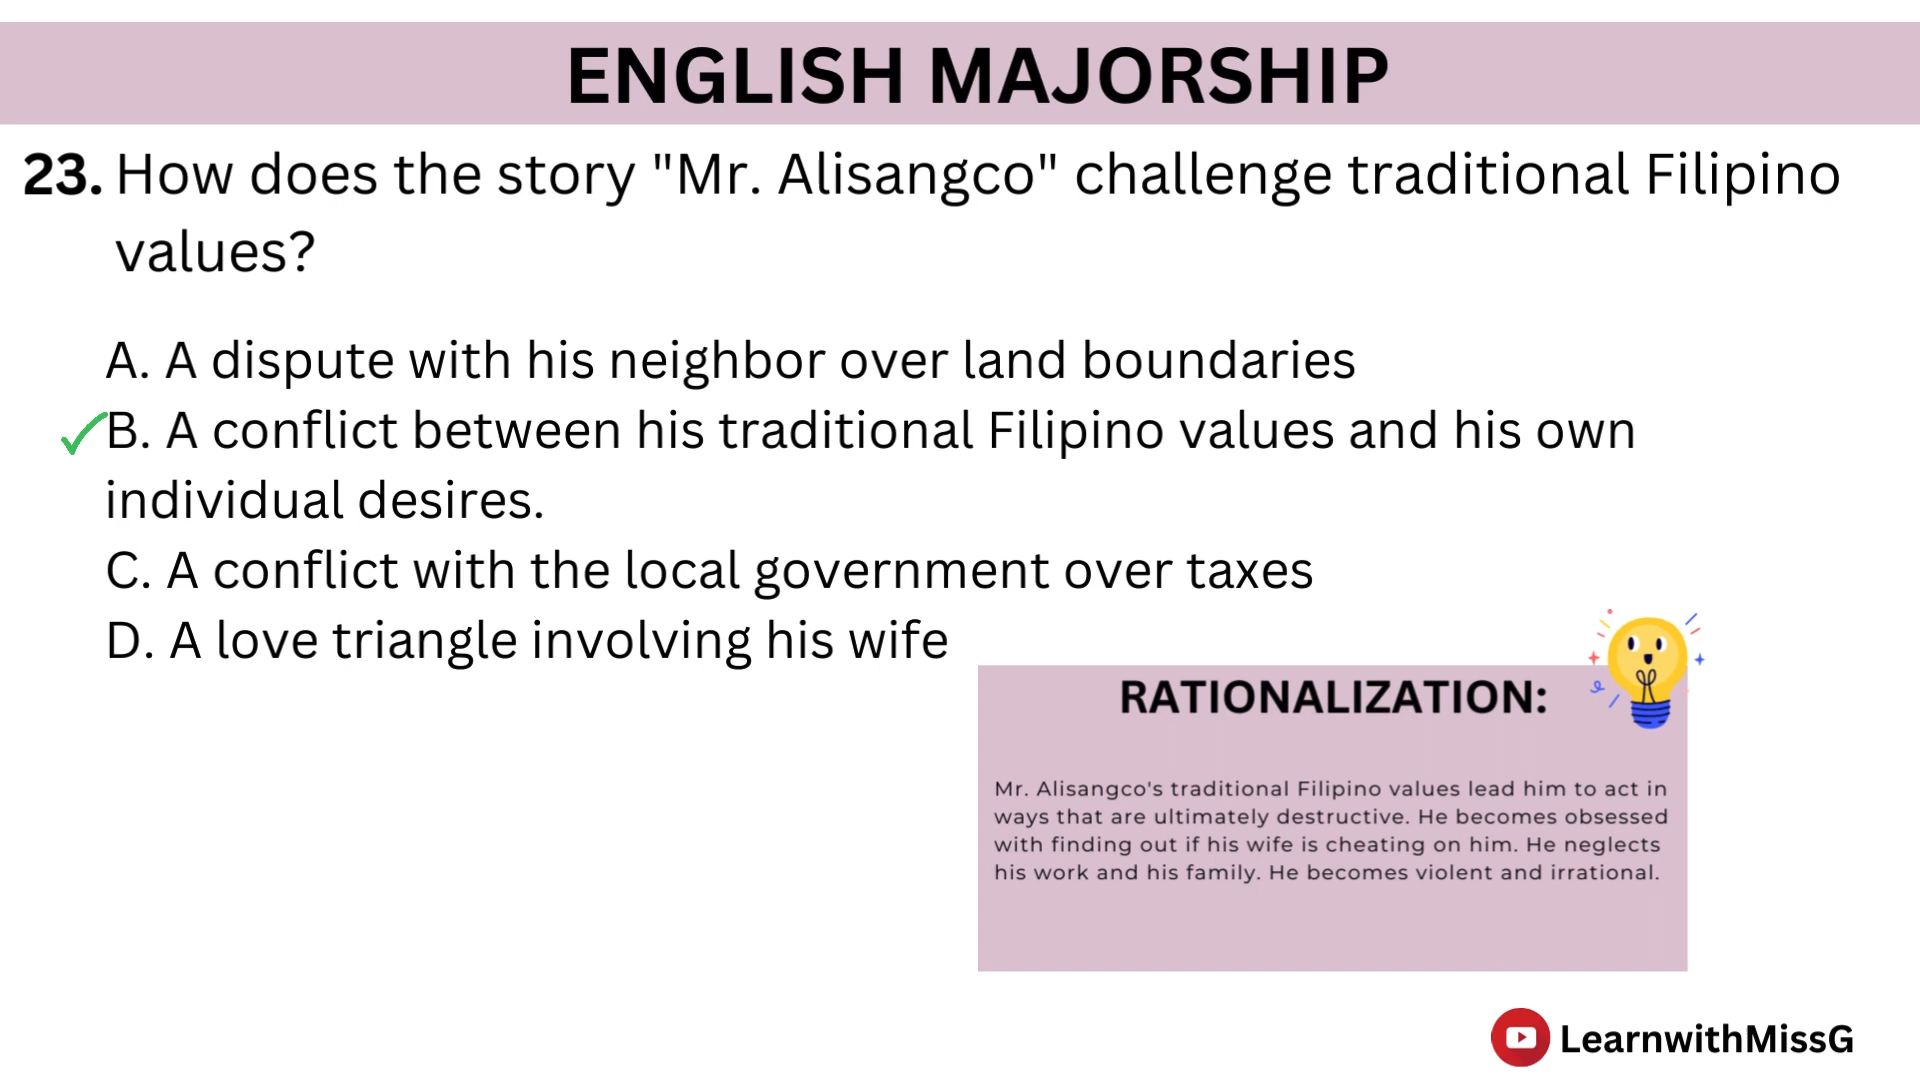 ENGLISH MAJORSHIP
23. How does the story "Mr. Alisangco" challenge traditional Filipino
values?
A. A dispute with his neighbor over land boundaries
B. A conflict between his traditional Filipino values and his own
individual desires.
C. A conflict with the local government over taxes
D. A love triangle involving his wife
RATIONALIZATION:
Mr. Alisangco's traditional Filipino values lead him to act in
ways that are ultimately destructive. He becomes obsessed
with finding out if his wife is cheating on him. He neglects
his work and his family. He becomes violent and irrational.
LearnwithMissG